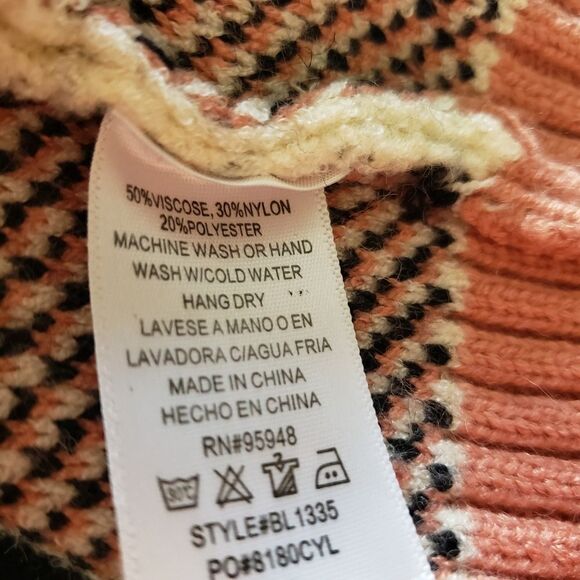 50%VISCOSE, 30%NYLON
20%POLYESTER
MACHINE WASH OR HAND
WASH W/COLD WATER
HANG DRY
LAVESE A MANO O EN
LAVADORA C/AGUA FRIA
MADE IN CHINA
HECHO EN CHINA
RN#95948
30°C
STYLE#BL1335
PO#8180CYL